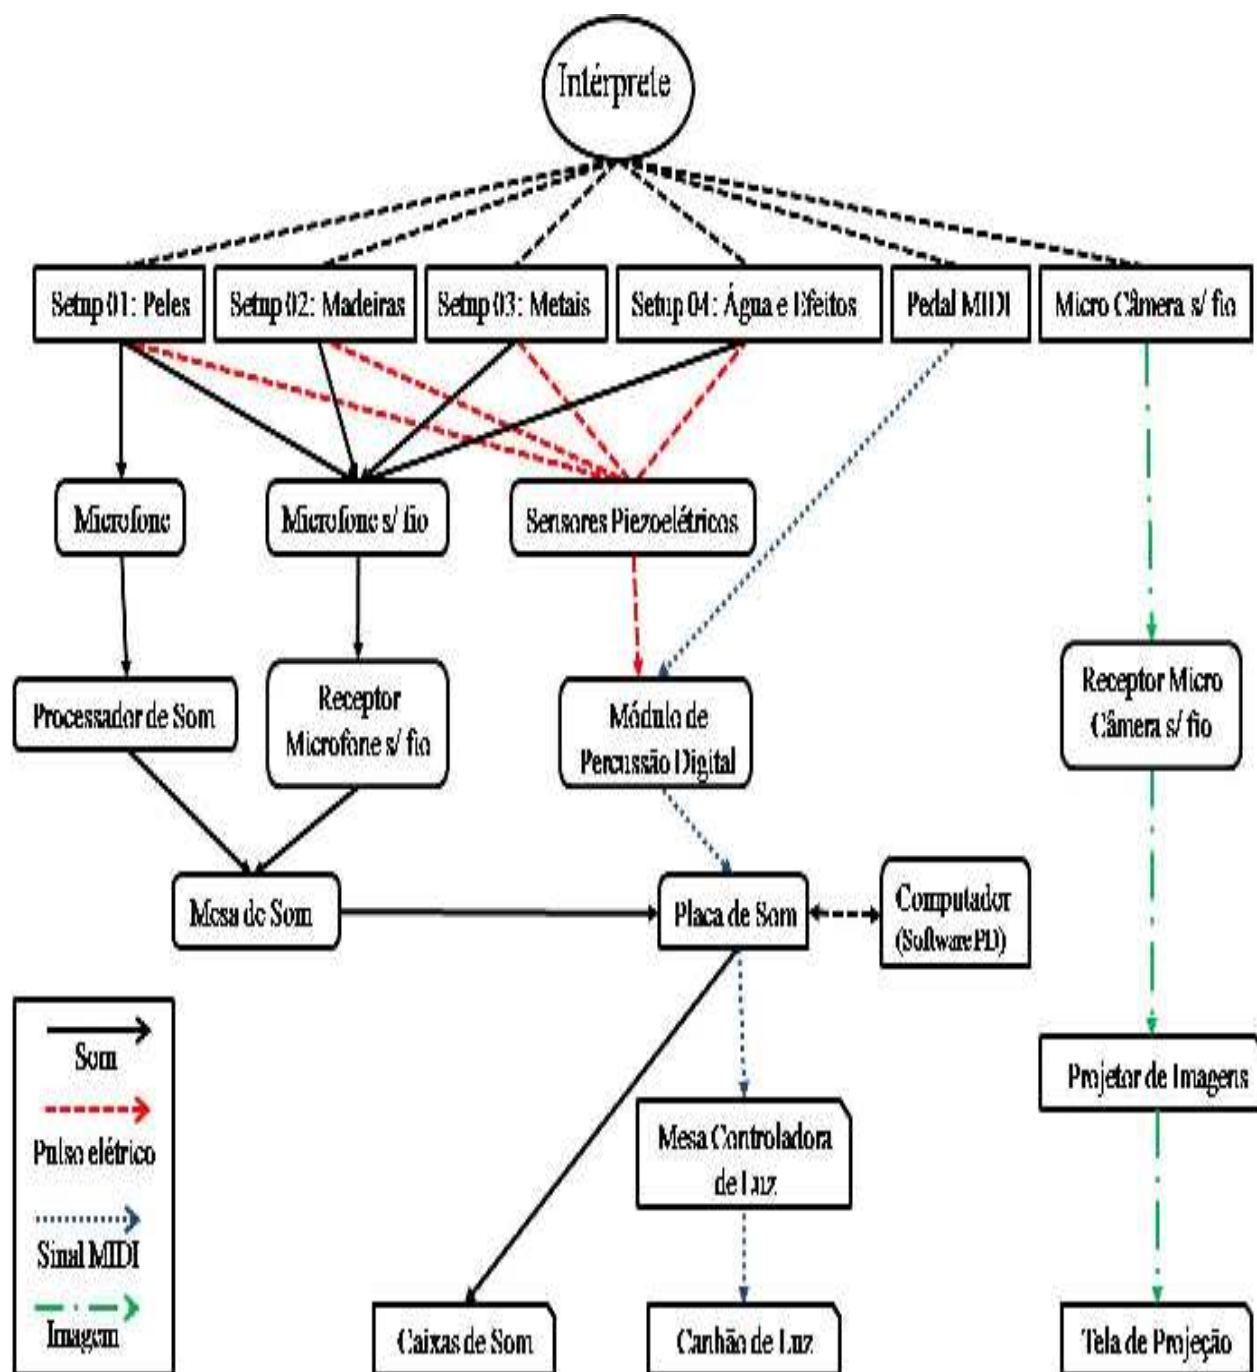 Intérprete
Setup 01: Peles
Setup 02: Madeiras
Setup 03: Metais
Setup 04: Água e Efeitos
Pedal MIDI
Micro Câmera s/ fio
Microfone
Microfone s/ fio
Sensores Piezoelétricos
Processador de Som
Receptor
Microfone s/ fio
Módulo de
Percussão Digital
Receptor Micro
Câmera s/ fio
Mesa de Som
Placa de Som
Computador
(Software PD)
Som
Pulso elétrico
Sinal MIDI
Imagem
Projetor de Imagens
Mesa Controladora
de Luz
Caixas de Som
Canhão de Luz
Tela de Projeção